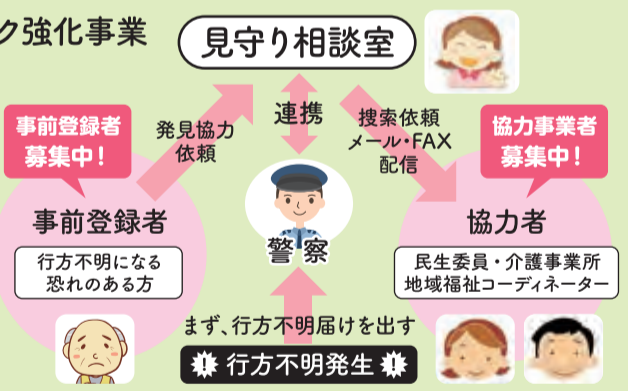 ク強化事業
見守り相談室
事前登録者
募集中!
発見協力
依頼
連携
捜索依頼
メール・FAX
配信
協力事業者
募集中!
事前登録者
行方不明になる
恐れのある方
警察
協力者
民生委員・介護事業所
地域福祉コーディネーター
まず、行方不明届けを出す
! 行方不明発生 !